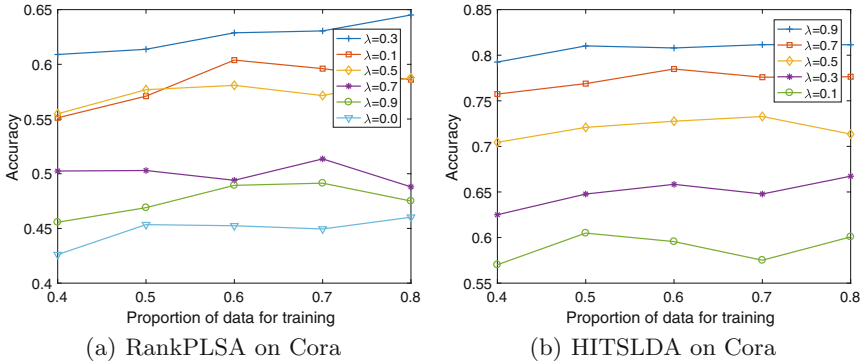 0.65
0.6
0.55
0.5
0.45
0.4
Accuracy
λ=0.3
λ=0.1
λ=0.5
λ=0.7
λ=0.9
λ=0.0
0.4 0.5 0.6 0.7 0.8
Proportion of data for training
(a) RankPLSA on Cora
0.85
0.8
0.75
0.7
0.65
0.6
0.55
Accuracy
λ=0.9
λ=0.7
λ=0.5
λ=0.3
λ=0.1
0.4 0.5 0.6 0.7 0.8
Proportion of data for training
(b) HITSLDA on Cora